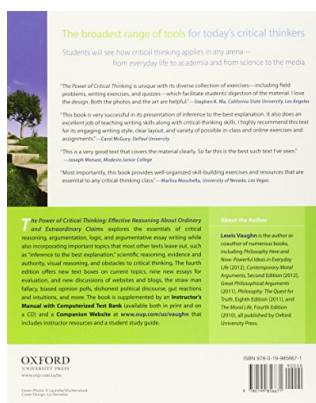 The broadest range of tools for today's critical thinkers
Students will see how critical thinking applies in any arena—
from everyday life to academia and from science to the media
"The Power of Critical Thinking is unique with its diverse collection of exercises—including field
problems, writing exercises, and quizzes—which facilitate students' digestion of the material. I love
the design. Both the photos and the art are helpful." —Stephen K. Ma, California State University, Los Angeles
"This book is very successful in its presentation of inference to the best explanation. It also does an
excellent job of teaching writing skills along with critical thinking skills. I highly recommend this text
for its engaging writing style, clear layout, and variety of possible in-class and online exercises and
assignments." —Carol McGury, DePaul University
"This is a very good text that covers the material clearly. So far this is the best such text I've seen."
—Joseph Monast, Modesto Junior College
"Most importantly, this book provides well-organized skill-building exercises and resources that are
essential to any critical thinking class." —Marisa Moschella, University of Nevada, Las Vegas
The Power of Critical Thinking: Effective Reasoning About Ordinary
and Extraordinary Claims explores the essentials of critical
reasoning, argumentation, logic, and argumentative essay writing while
also incorporating important topics that most other texts leave out, such
as "inference to the best explanation," scientific reasoning, evidence and
authority, visual reasoning, and obstacles to critical thinking. The
fourth edition offers new text boxes on current topics, nine new essays for
evaluation, and new discussions of websites and blogs, the straw man
fallacy, biased opinion polls, dishonest political discourse, gut reactions
and intuitions, and more. The book is supplemented by an Instructor's
Manual with Computerized Test Bank (available both in print and on
a CD) and a Companion Website at www.oup.com/us/vaughn that
includes instructor resources and a student study guide.
About the Author
Lewis Vaughn is the author or
coauthor of numerous books,
including Philosophy Here and
Now: Powerful Ideas in Everyday
Life (2012), Contemporary Moral
Arguments, Second Edition (2012),
Great Philosophical Arguments
(2011), Philosophy: The Quest for
Truth, Eighth Edition (2011), and
The Moral Life, Fourth Edition
(2010), all published by Oxford
University Press.
OXFORD
UNIVERSITY PRESS
www.oup.com/us/he
Cover Photo:
Cover Design:
ISBN 978-0-19-985667-1
90000
9 780199 856671